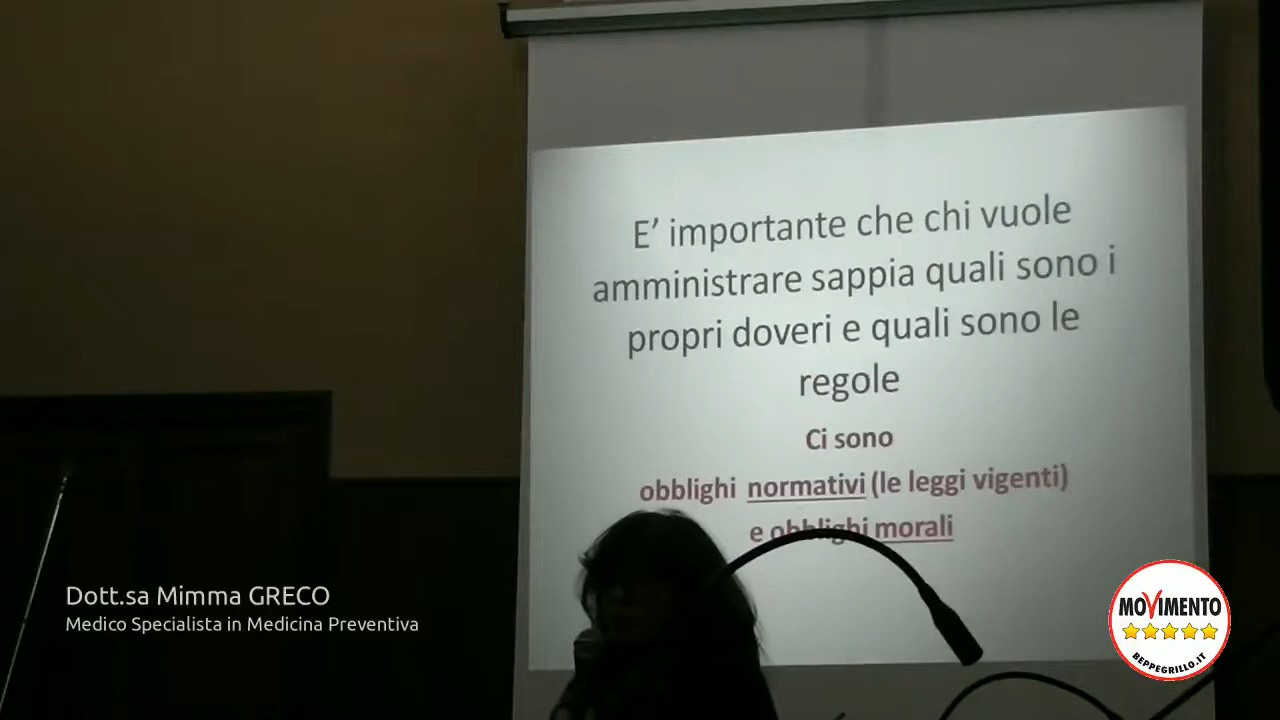 E' importante che chi vuole
amministrare sappia quali sono i
propri doveri e quali sono le
regole
Ci sono
obblighi normativi (le leggi vigenti)
e obblighi morali
Dott.sa Mimma GRECO
Medico Specialista in Medicina Preventiva
MOVIMENTO
BEPPEGRILLO.IT